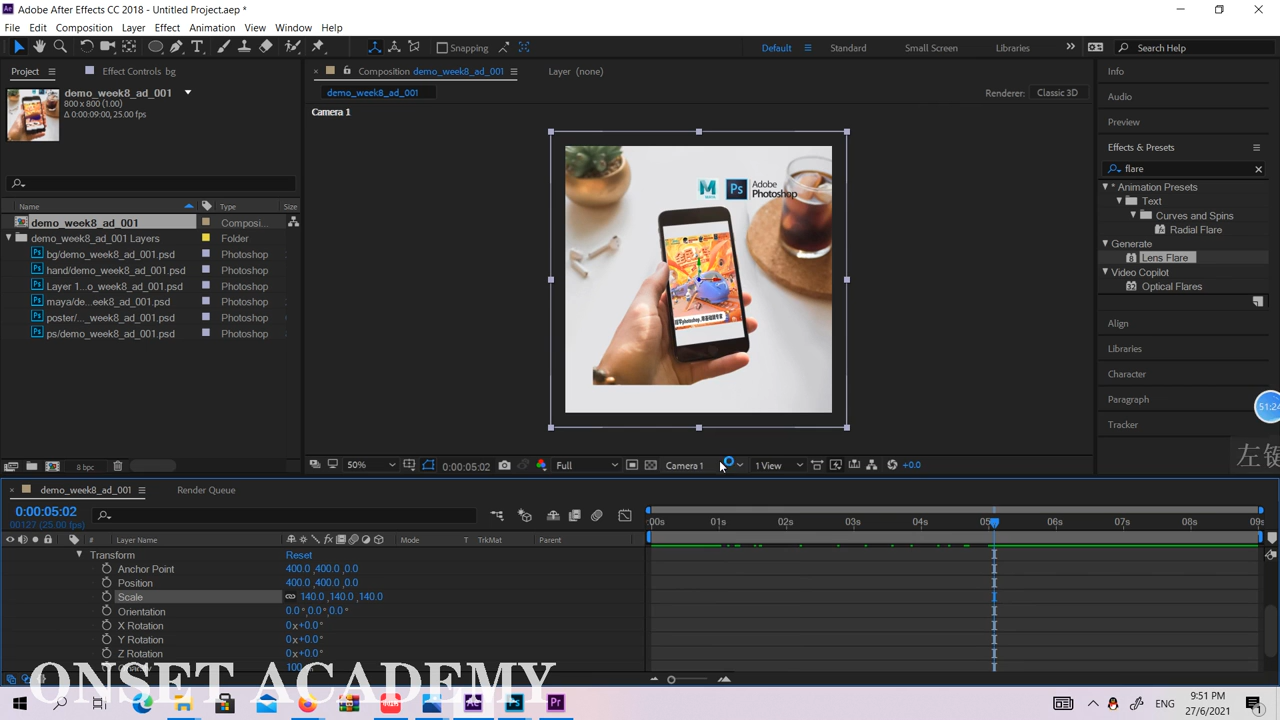 Adobe After Effects CC 2018 - Untitled Project.aep *
File Edit Composition Layer Effect Animation View Window Help
Snapping
Default Standard Small Screen Libraries Search Help
Project Effect Controls bg
Composition demo_week8_ad_001 Layer (none)
demo_week8_ad_001
800 x 800 (1.00)
Δ 0:00:09:00, 25.00 fps
demo_week8_ad_001
Renderer: Classic 3D
Camera 1
Name Type Size
demo_week8_ad_001 Composi...
demo_week8_ad_001 Layers Folder
bg/demo_week8_ad_001.psd Photoshop
hand/demo_week8_ad_001.psd Photoshop
Layer 1...o_week8_ad_001.psd Photoshop
maya/de...eek8_ad_001.psd Photoshop
poster/..._week8_ad_001.psd Photoshop
ps/demo_week8_ad_001.psd Photoshop
M Ps Adobe
Photoshop
Info
Audio
Preview
Effects & Presets
flare
* Animation Presets
Text
Curves and Spins
Radial Flare
Generate
Lens Flare
Video Copilot
Optical Flares
Align
Libraries
Character
Paragraph
Tracker
51:24
左键
8 bpc
50% 0:00:05:02 Full Camera 1 1 View +0.0
demo_week8_ad_001 Render Queue
0:00:05:02
00127 (25.00 fps)
:00s 01s 02s 03s 04s 05s 06s 07s 08s 09s
# Layer Name Mode T TrkMat Parent
Transform Reset
Anchor Point 400.0,400.0,0.0
Position 400.0,400.0,0.0
Scale 140.0,140.0,140.0
Orientation 0.0°,0.0°,0.0°
X Rotation 0x+0.0°
Y Rotation 0x+0.0°
Z Rotation 0x+0.0°
ONSET ACADEMY
Ae Ps Pr
ENG
9:51 PM
27/6/2021